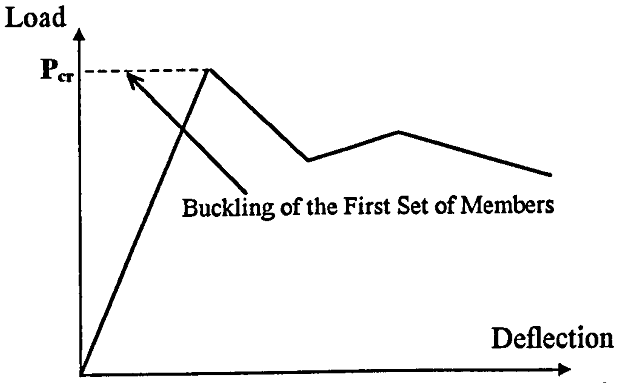 Load
Pcr
Buckling of the First Set of Members
Deflection